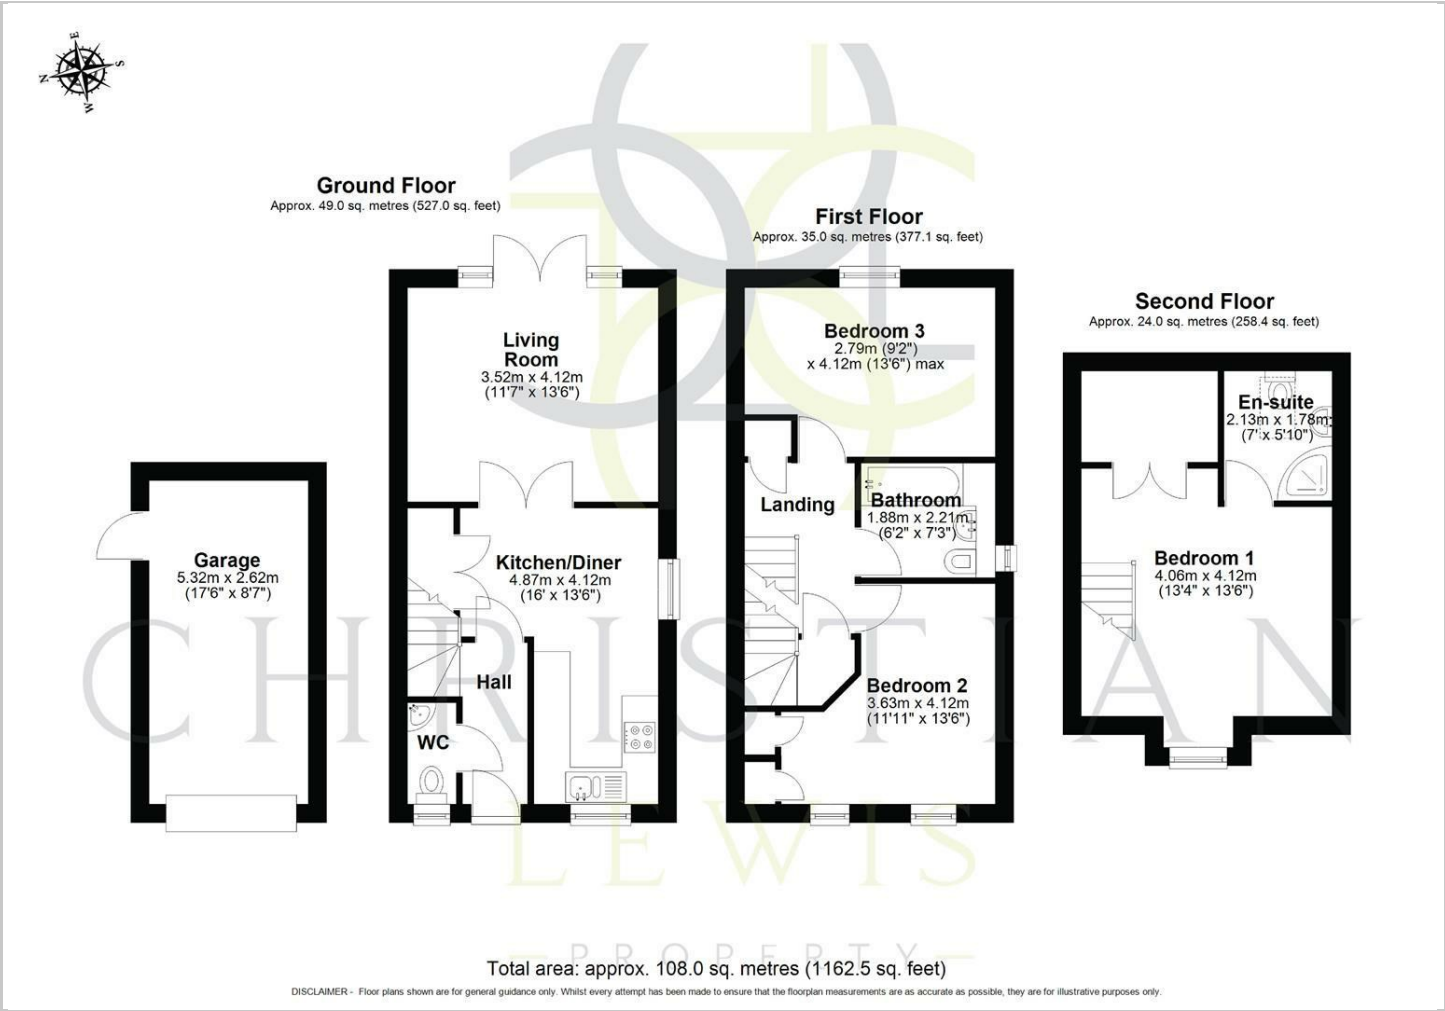 E
N
S
W
Ground Floor
Approx. 49.0 sq. metres (527.0 sq. feet)
First Floor
Approx. 35.0 sq. metres (377.1 sq. feet)
Second Floor
Approx. 24.0 sq. metres (258.4 sq. feet)
Living
Room
3.52m x 4.12m
(11'7" x 13'6")
Bedroom 3
2.79m (9'2")
x 4.12m (13'6") max
En-suite
2.13m x 1.78m
(7' x 5'10")
Garage
5.32m x 2.62m
(17'6" x 8'7")
Kitchen/Diner
4.87m x 4.12m
(16' x 13'6")
Landing
Bathroom
1.88m x 2.21m
(6'2" x 7'3")
Bedroom 1
4.06m x 4.12m
(13'4" x 13'6")
Hall
WC
Bedroom 2
3.63m x 4.12m
(11'11" x 13'6")
CHRISTIAN
LEWIS
PROPERTY
Total area: approx. 108.0 sq. metres (1162.5 sq. feet)
DISCLAIMER - Floor plans shown are for general guidance only. Whilst every attempt has been made to ensure that the floorplan measurements are as accurate as possible, they are for illustrative purposes only.